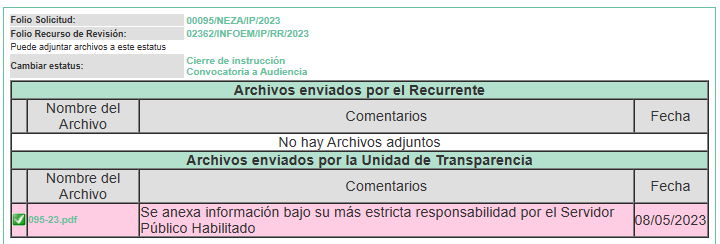 Folio Solicitud: 00095/NEZA/IP/2023
Folio Recurso de Revisión: 02362/INFOEM/IP/RR/2023
Puede adjuntar archivos a este estatus
Cambiar estatus: Cierre de instrucción
Convocatoria a Audiencia
Archivos enviados por el Recurrente
Nombre del Archivo Comentarios Fecha
No hay Archivos adjuntos
Archivos enviados por la Unidad de Transparencia
Nombre del Archivo Comentarios Fecha
095-23.pdf Se anexa información bajo su más estricta responsabilidad por el Servidor Público Habilitado 08/05/2023